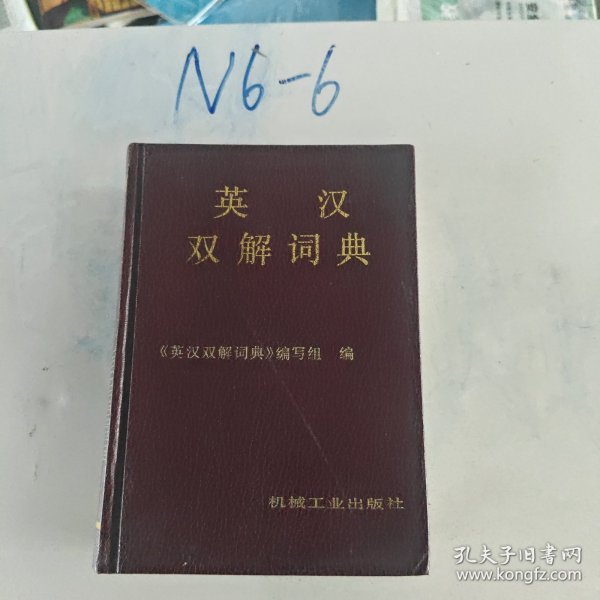 N6-6
英 汉
双解词典
《英汉双解词典》编写组 编
机械工业出版社
孔夫子旧书网
www.kongfz.com